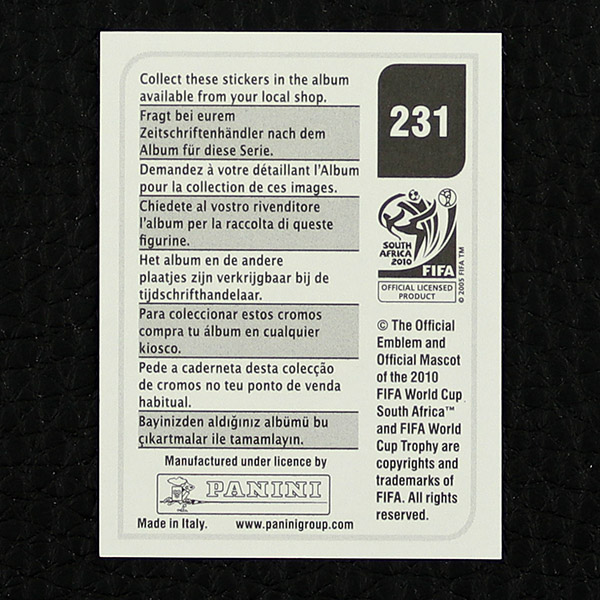 Collect these stickers in the album
available from your local shop.
Fragt bei eurem
Zeitschriftenhändler nach dem
Album für diese Serie.
Demandez à votre détaillant l'Album
pour la collection de ces images.
Chiedete al vostro rivenditore
l'album per la raccolta di queste
figurine.
Het album en de andere
plaatjes zijn verkrijgbaar bij de
tijdschrifthandelaar.
Para coleccionar estos cromos
compra tu álbum en cualquier
kiosco.
Pede a caderneta desta colecção
de cromos no teu ponto de venda
habitual.
Bayinizden aldığınız albümü bu
çıkartmalar ile tamamlayın.
Manufactured under licence by
PANINI
Made in Italy. www.paninigroup.com
231
SOUTH
AFRICA
2010
FIFA
OFFICIAL LICENSED
PRODUCT
© 2005 FIFA TM
© The Official
Emblem and
Official Mascot
of the 2010
FIFA World Cup
South Africa™
and FIFA World
Cup Trophy are
copyrights and
trademarks of
FIFA. All rights
reserved.